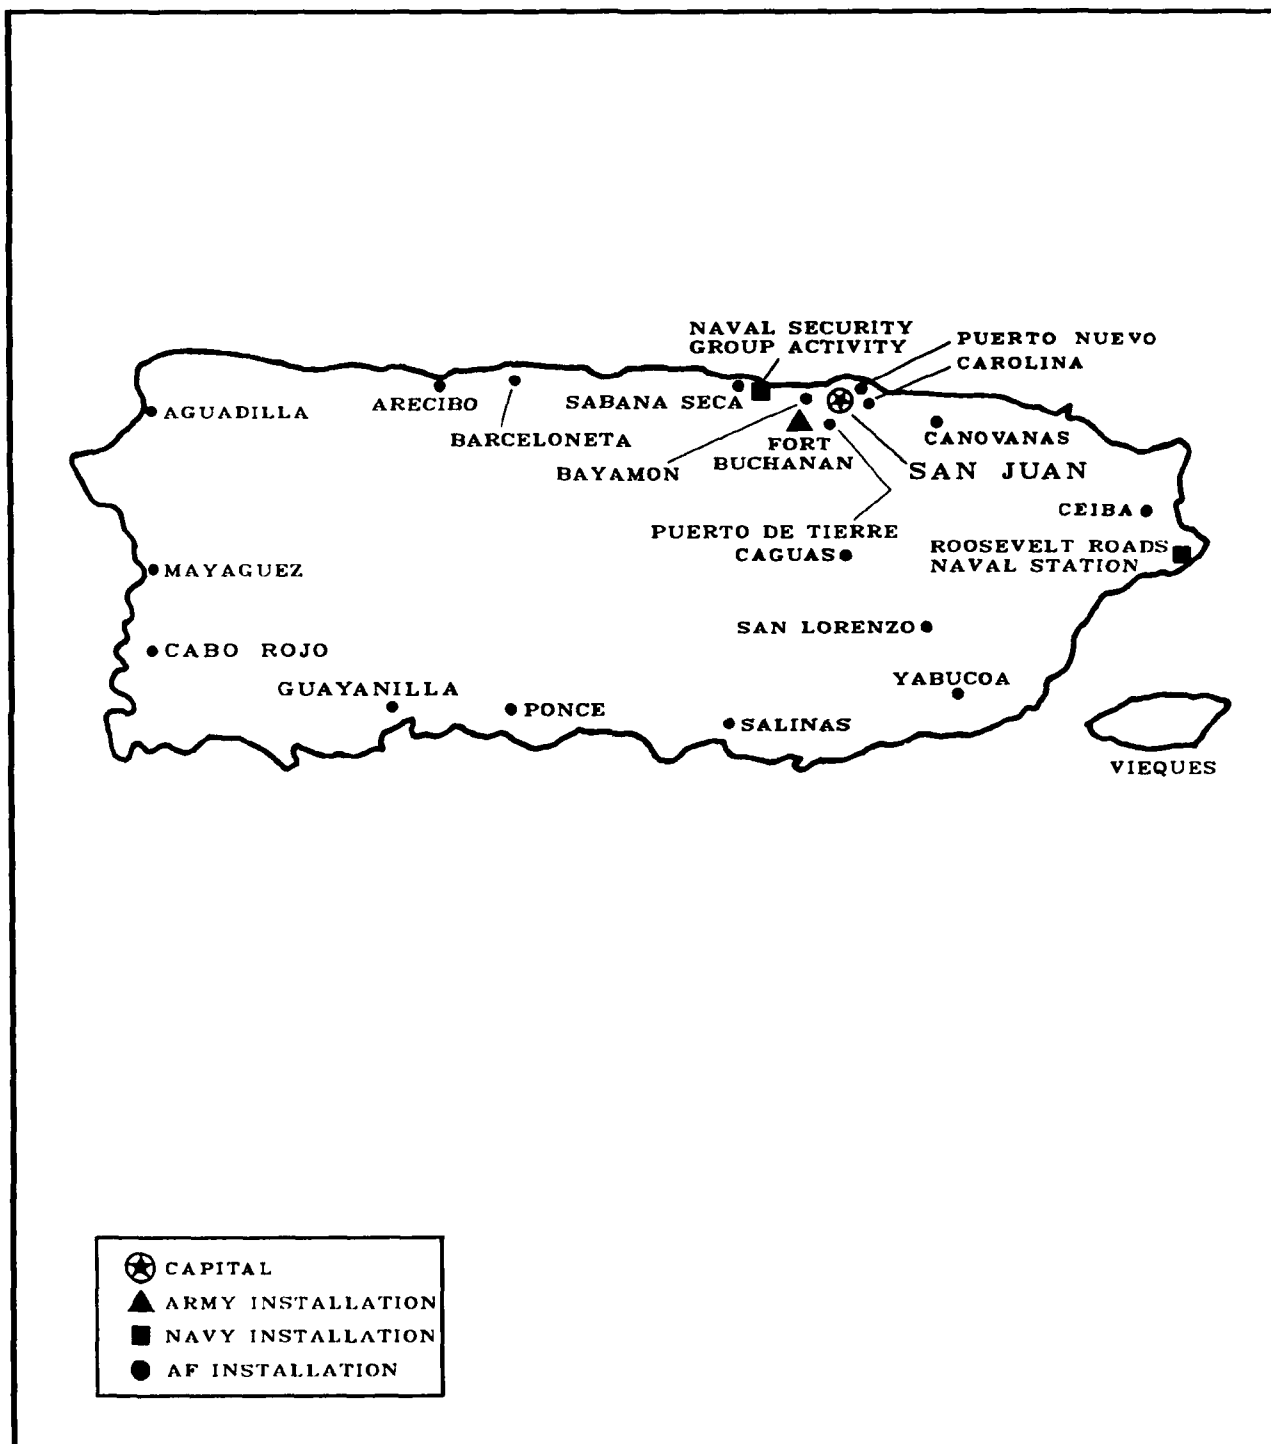 NAVAL SECURITY
GROUP ACTIVITY
PUERTO NUEVO
CAROLINA
AGUADILLA
ARECIBO
SABANA SECA
BARCELONETA
FORT
BUCHANAN
CANOVANAS
BAYAMON
SAN JUAN
CEIBA
PUERTO DE TIERRE
CAGUAS
ROOSEVELT ROADS
NAVAL STATION
MAYAGUEZ
SAN LORENZO
CABO ROJO
GUAYANILLA
YABUCOA
PONCE
SALINAS
VIEQUES
CAPITAL
ARMY INSTALLATION
NAVY INSTALLATION
AF INSTALLATION